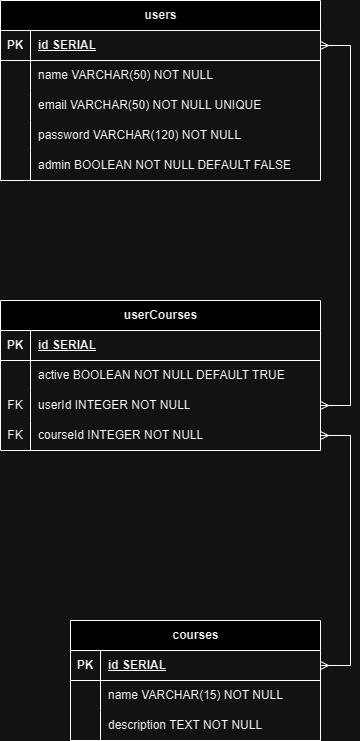 users
PK id SERIAL
name VARCHAR(50) NOT NULL
email VARCHAR(50) NOT NULL UNIQUE
password VARCHAR(120) NOT NULL
admin BOOLEAN NOT NULL DEFAULT FALSE
userCourses
PK id SERIAL
active BOOLEAN NOT NULL DEFAULT TRUE
FK userId INTEGER NOT NULL
FK courseId INTEGER NOT NULL
courses
PK id SERIAL
name VARCHAR(15) NOT NULL
description TEXT NOT NULL